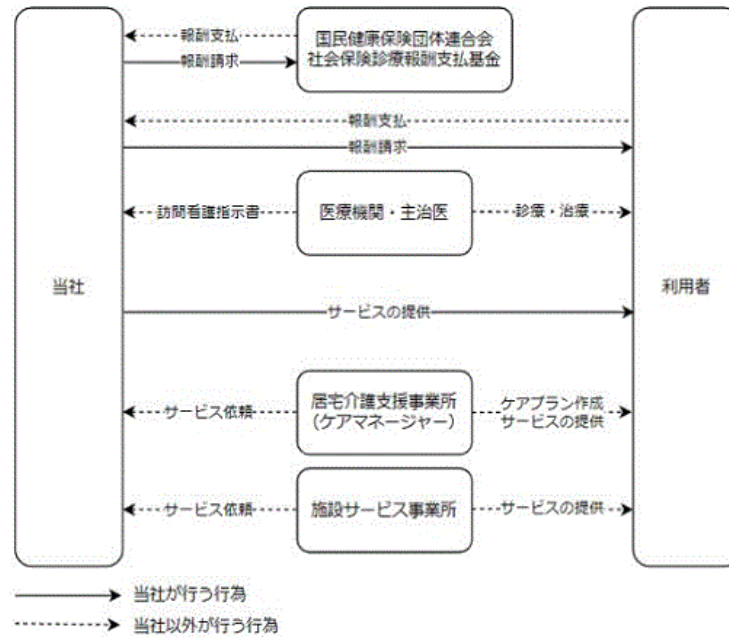 報酬支払
国民健康保険団体連合会
社会保険診療報酬支払基金
報酬請求
報酬支払
報酬請求
訪問看護指示書
医療機関・主治医
診療・治療
当社
利用者
サービスの提供
サービス依頼
居宅介護支援事業所
（ケアマネージャー）
ケアプラン作成
サービスの提供
サービス依頼
施設サービス事業所
サービスの提供
当社が行う行為
当社以外が行う行為